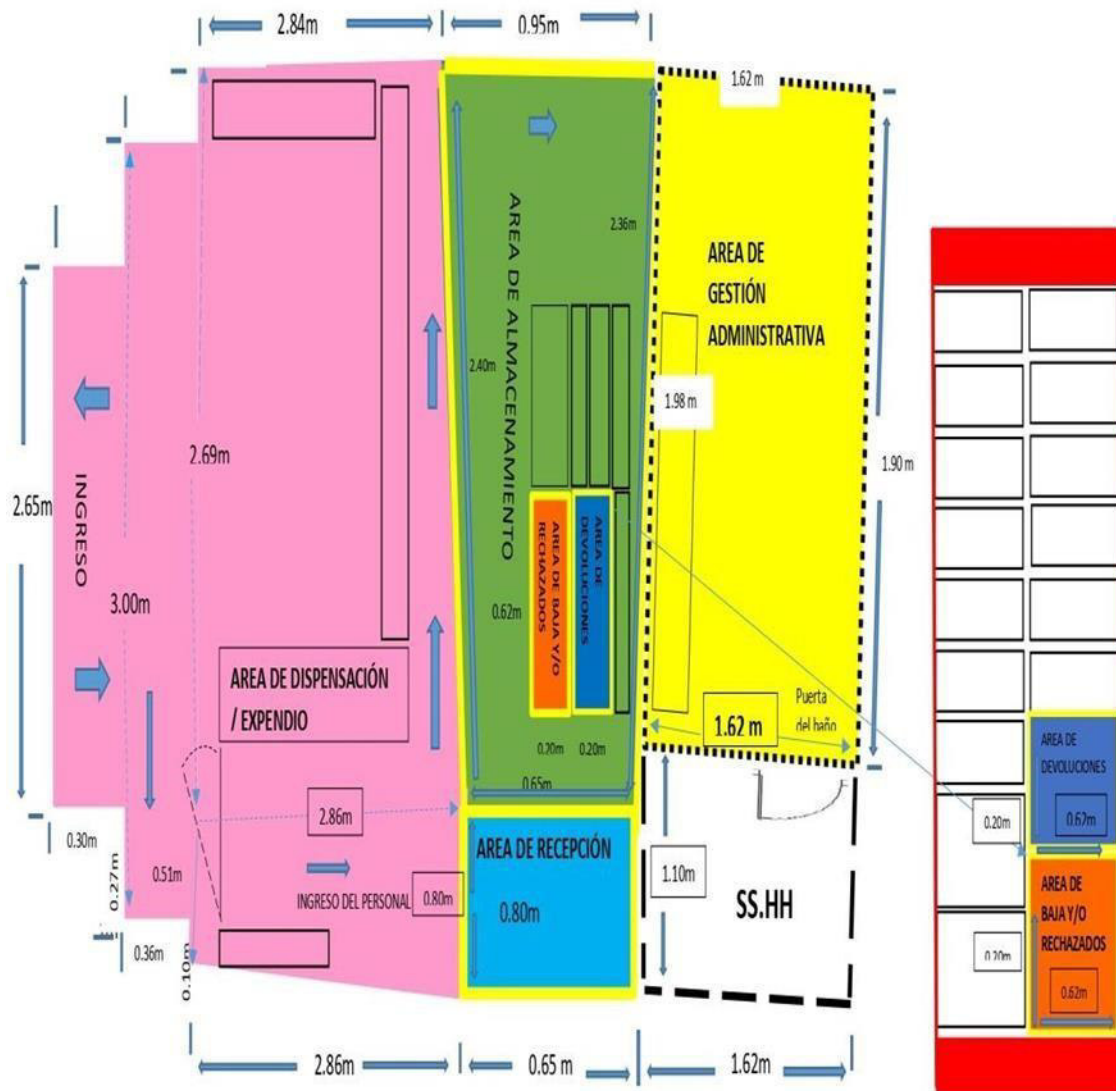 2.84m
0.95m
1.62 m
AREA DE ALMACENAMIENTO
2.36m
AREA DE
GESTIÓN
ADMINISTRATIVA
2.40m
1.98 m
1.90 m
2.69m
2.65m
INGRESO
3.00m
AREA DE BAJA Y/O
RECHAZADOS
AREA DE
DEVOLUCIONES
0.62m
AREA DE DISPENSACIÓN
/ EXPENDIO
Puerta
del baño
1.62 m
0.20m
0.20m
0.65m
AREA DE
DEVOLUCIONES
0.20m
0.62m
2.86m
0.30m
0.27m
0.51m
AREA DE RECEPCIÓN
INGRESO DEL PERSONAL
0.80m
0.80m
1.10m
SS.HH
AREA DE
BAJA Y/O
RECHAZADOS
0.20m
0.62m
0.36m
0.10m
2.86m
0.65 m
1.62m